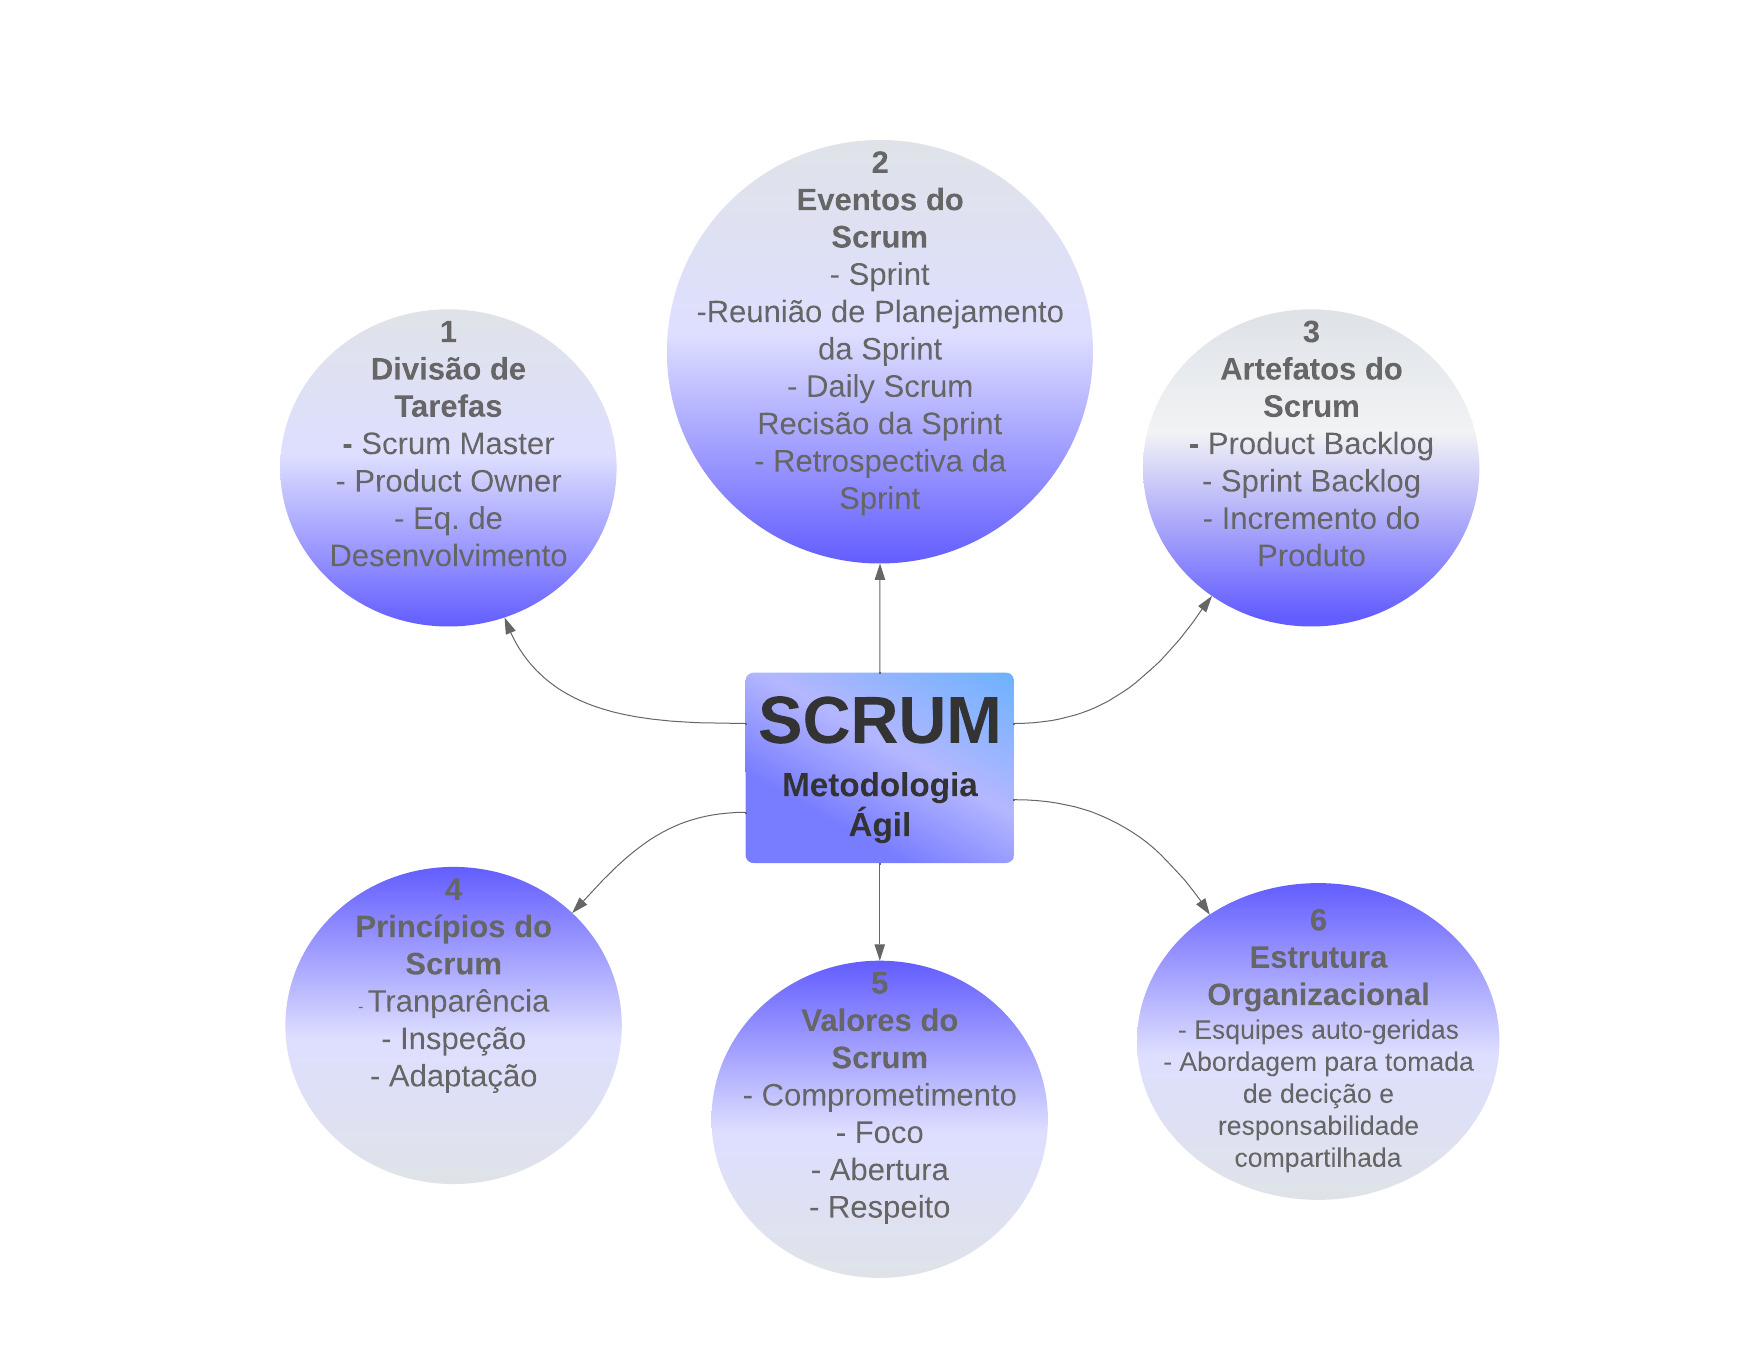 2
Eventos do
Scrum
- Sprint
-Reunião de Planejamento
da Sprint
- Daily Scrum
Recisão da Sprint
- Retrospectiva da
Sprint
1
Divisão de
Tarefas
- Scrum Master
- Product Owner
- Eq. de
Desenvolvimento
3
Artefatos do
Scrum
- Product Backlog
- Sprint Backlog
- Incremento do
Produto
SCRUM
Metodologia
Ágil
4
Princípios do
Scrum
- Tranparência
- Inspeção
- Adaptação
5
Valores do
Scrum
- Comprometimento
- Foco
- Abertura
- Respeito
6
Estrutura
Organizacional
- Esquipes auto-geridas
- Abordagem para tomada
de decição e
responsabilidade
compartilhada